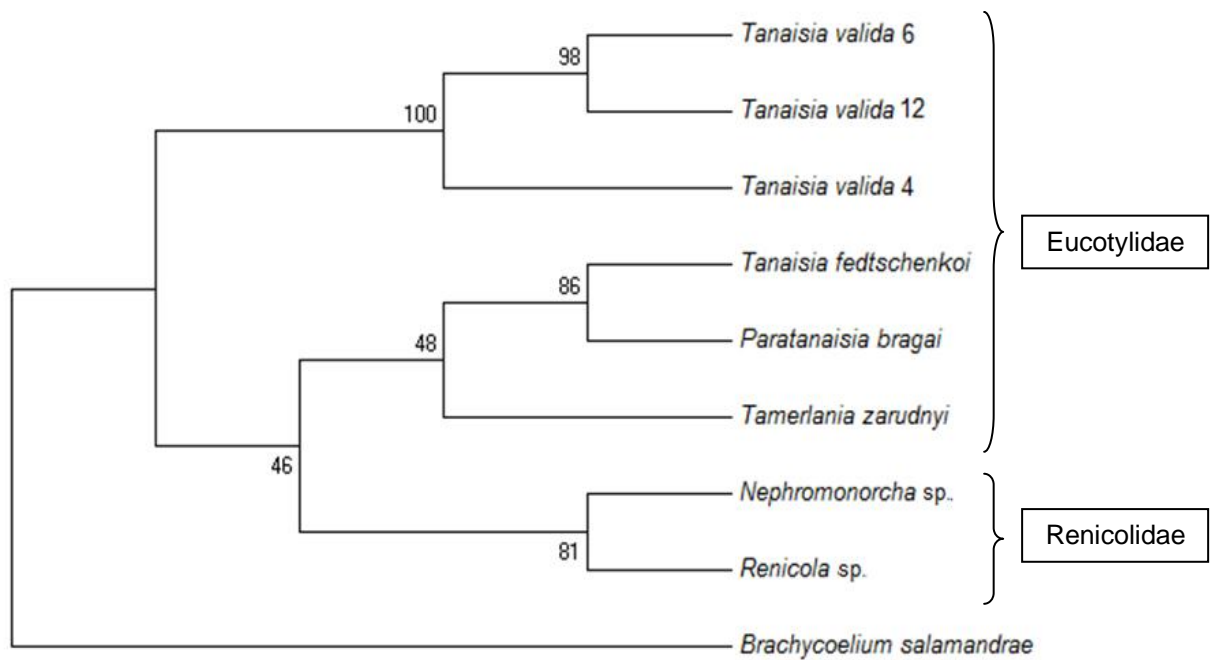 Tanaisia valida 6
98
Tanaisia valida 12
100
Tanaisia valida 4
Eucotylidae
Tanaisia fedtschenkoi
86
Paratanaisia bragai
48
Tamerlania zarudnyi
46
Nephromonorcha sp..
Renicolidae
81
Renicola sp.
Brachycoelium salamandrae